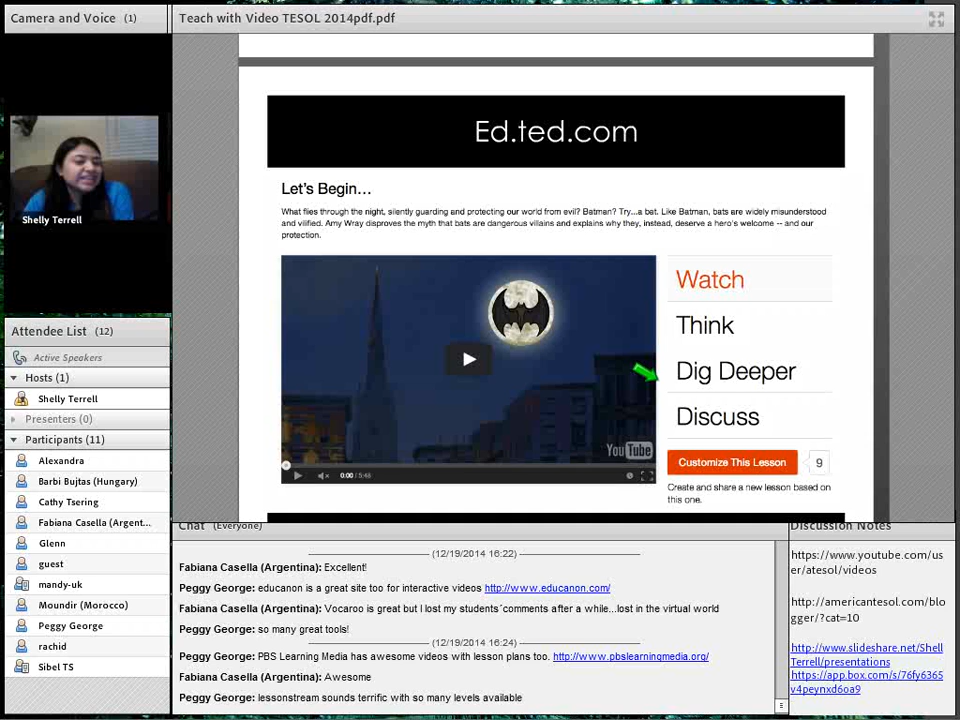 Camera and Voice (1)
Teach with Video TESOL 2014pdf.pdf
Shelly Terrell
Attendee List (12)
Active Speakers
Hosts (1)
Shelly Terrell
Presenters (0)
Participants (11)
Alexandra
Barbi Bujtas (Hungary)
Cathy Tsering
Fabiana Casella (Argent...
Glenn
guest
mandy-uk
Moundir (Morocco)
Peggy George
rachid
Sibel TS
Ed.ted.com
Let's Begin...
What flies through the night, silently guarding and protecting our world from evil? Batman? Try...a bat. Like Batman, bats are widely misunderstood
and vilified. Amy Wray disproves the myth that bats are dangerous villains and explains why they, instead, deserve a hero's welcome -- and our
protection.
YouTube
0:00 / 5:48
Watch
Think
Dig Deeper
Discuss
Customize This Lesson
9
Create and share a new lesson based on
this one.
Chat (Everyone)
(12/19/2014 16:22)
Fabiana Casella (Argentina): Excellent!
Peggy George: educanon is a great site too for interactive videos http://www.educanon.com/
Fabiana Casella (Argentina): Vocaroo is great but I lost my students´comments after a while...lost in the virtual world
Peggy George: so many great tools!
(12/19/2014 16:24)
Peggy George: PBS Learning Media has awesome videos with lesson plans too. http://www.pbslearningmedia.org/
Fabiana Casella (Argentina): Awesome
Peggy George: lessonstream sounds terrific with so many levels available
Discussion Notes
https://www.youtube.com/us
er/atesol/videos
http://americantesol.com/blo
gger/?cat=10
http://www.slideshare.net/Shell
Terrell/presentations
https://app.box.com/s/76fy6365
v4peynxd6oa9